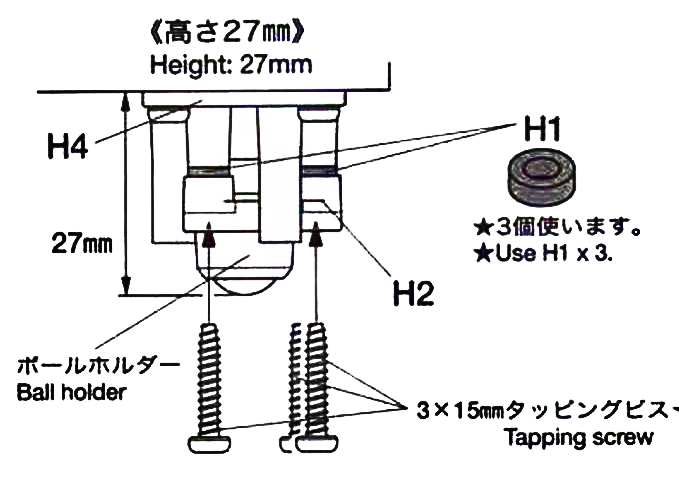 《高さ27mm》
Height: 27mm
H4
H1
27mm
★3個使います。
★Use H1 x 3.
H2
ボールホルダー
Ball holder
3×15mmタッピングビス
Tapping screw